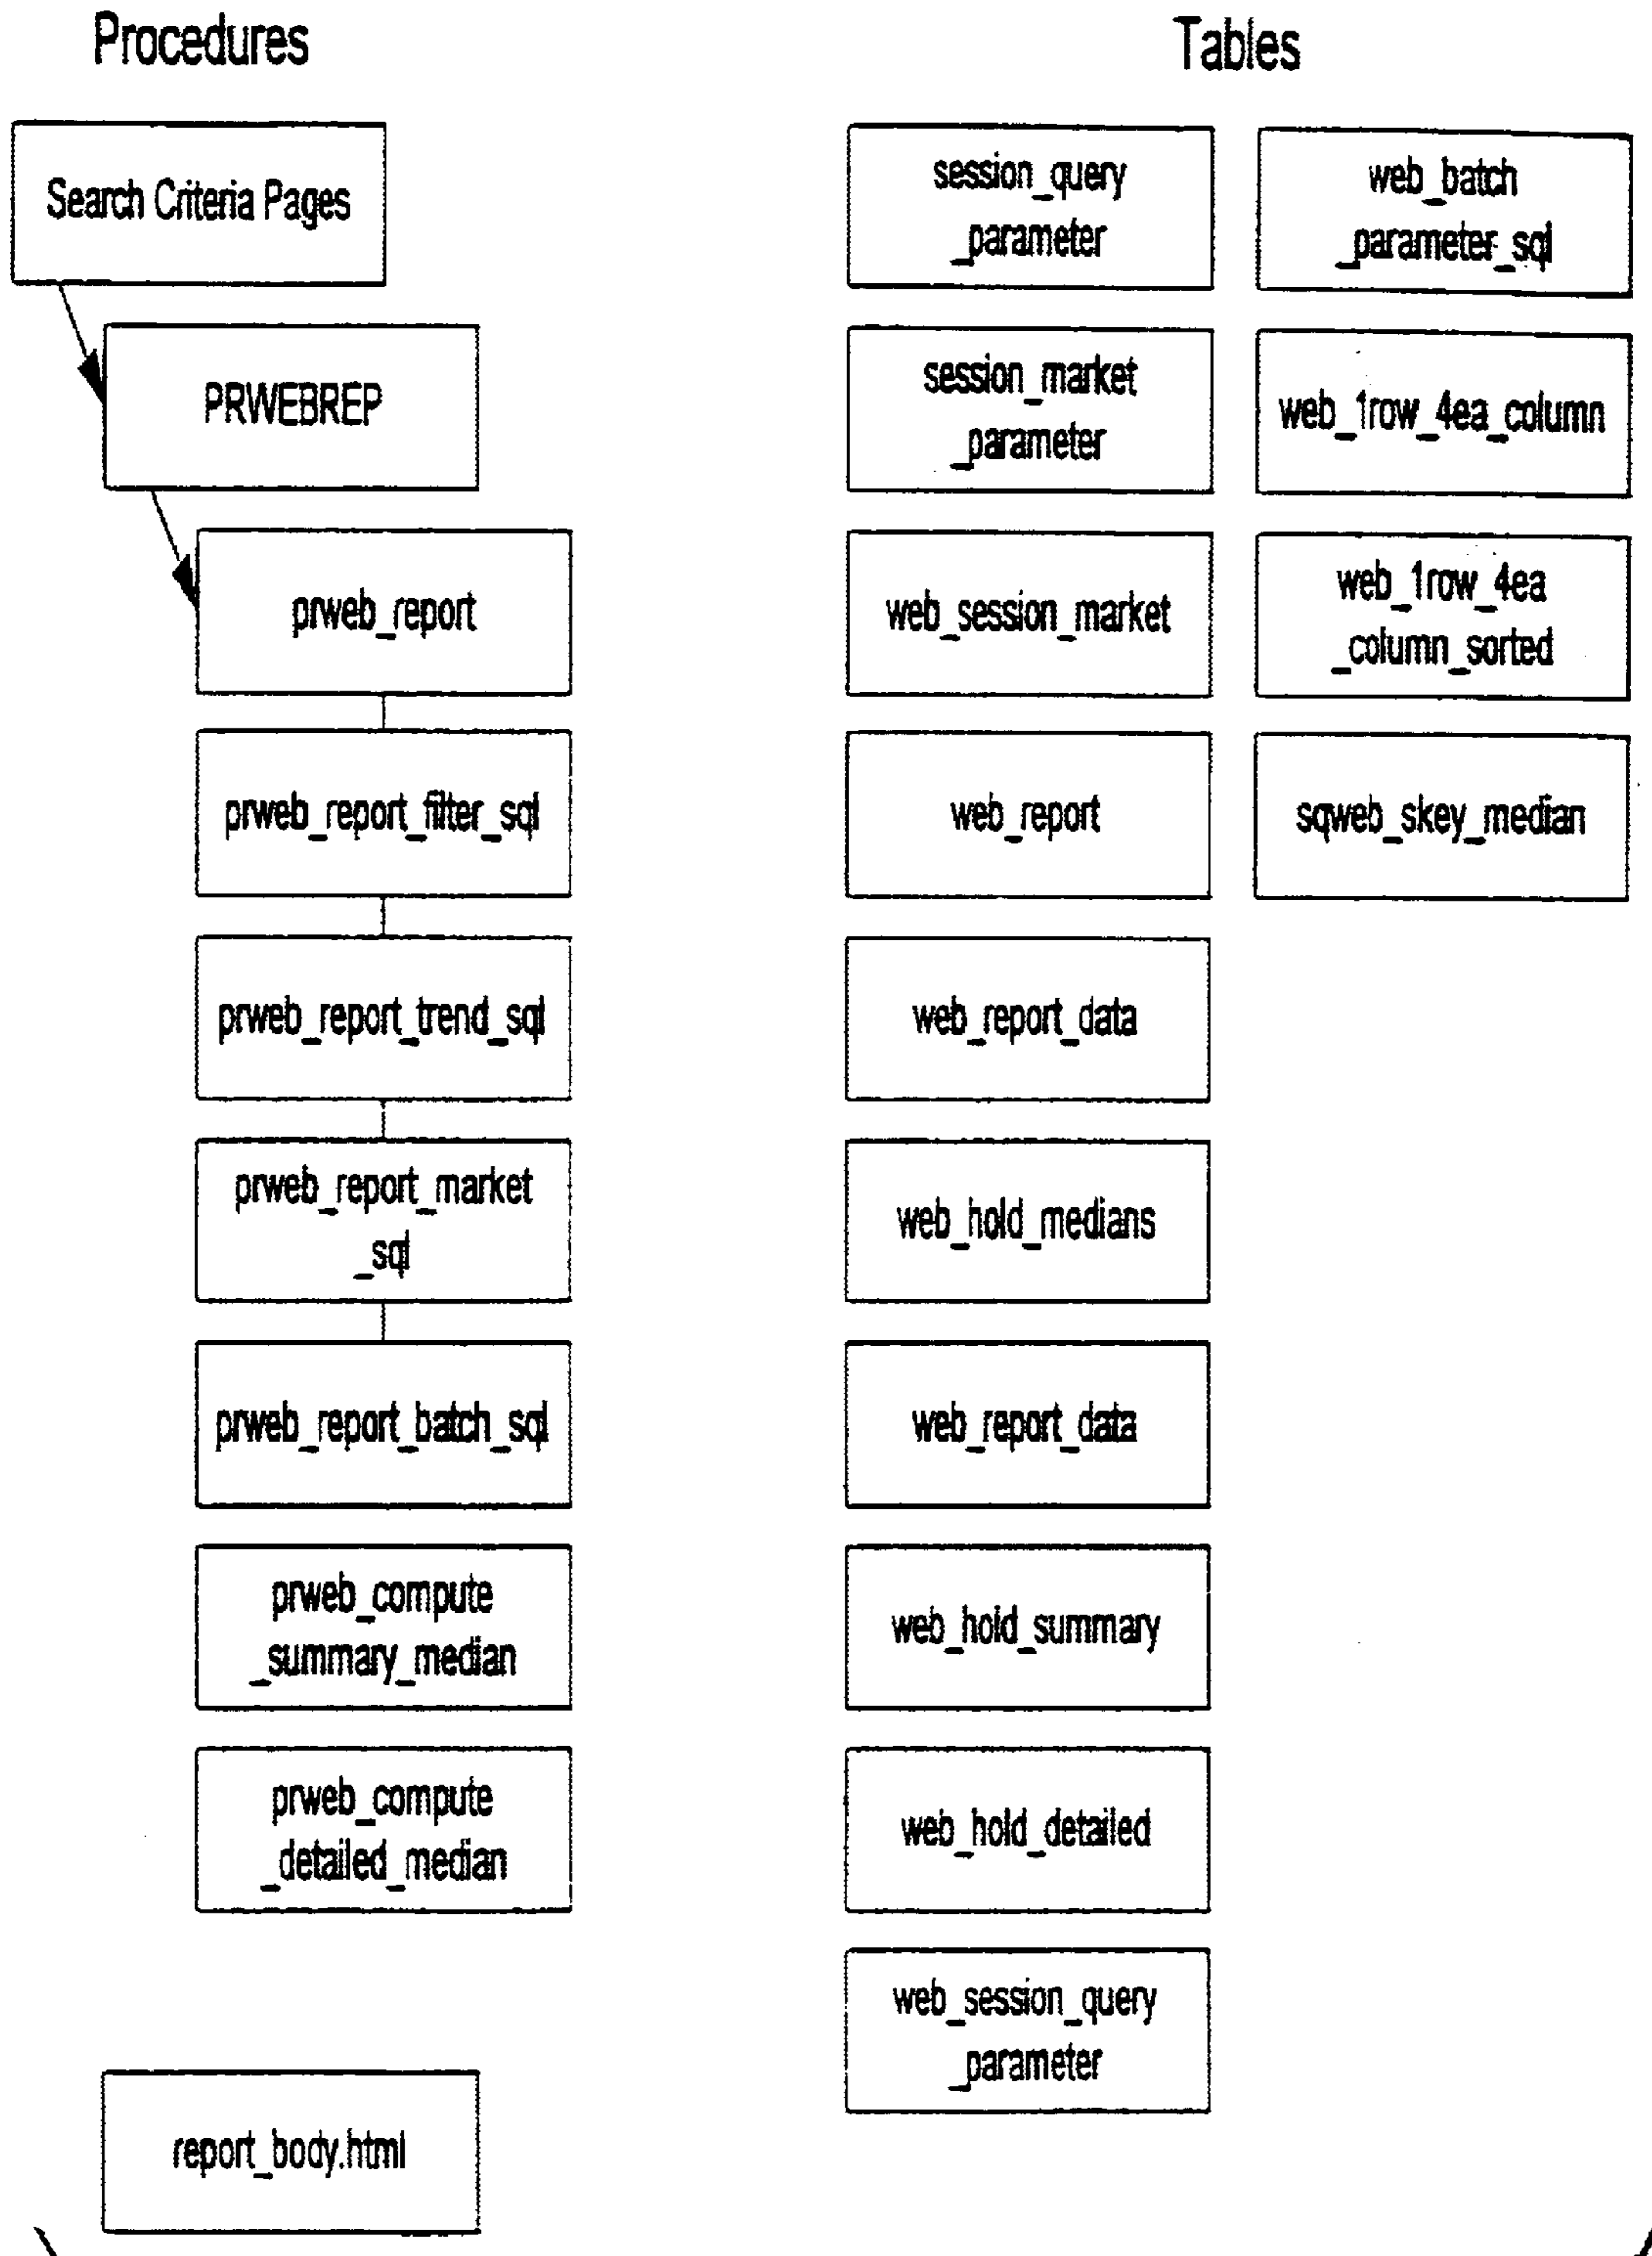 Procedures
Search Criteria Pages
PRWEBREP
prweb_report
prweb_report_filter_sql
prweb_report_trend_sql
prweb_report_market
_sql
prweb_report_batch_sql
prweb_compute
_summary_median
prweb_compute
_detailed_median
report_body.html
Tables
session_query
_parameter
session_market
_parameter
web_session_market
web_report
web_report_data
web_hold_medians
web_report_data
web_hold_summary
web_hold_detailed
web_session_query
_parameter
web_batch
_parameter_sql
web_1row_4ea_column
web_1row_4ea
_column_sorted
sqweb_skey_median